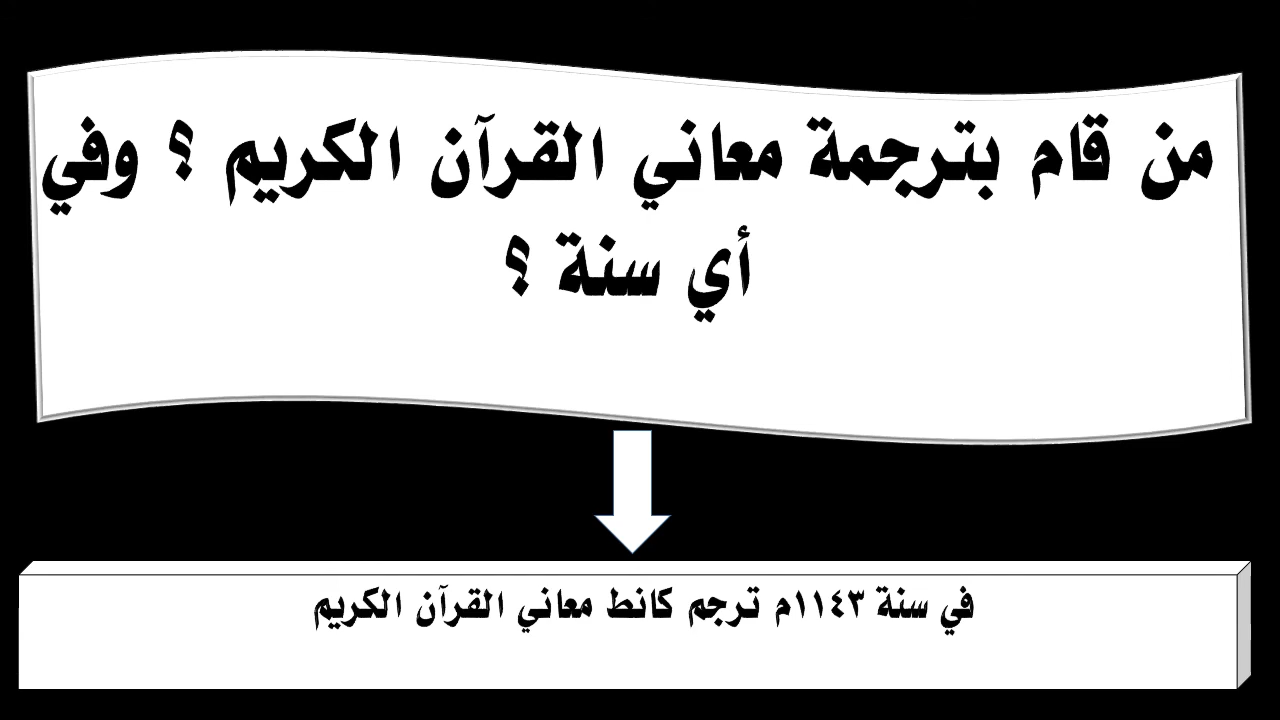 من قام بترجمة معاني القرآن الكريم ؟ وفي
أي سنة ؟
في سنة ١١٤٣م ترجم كانط معاني القرآن الكريم